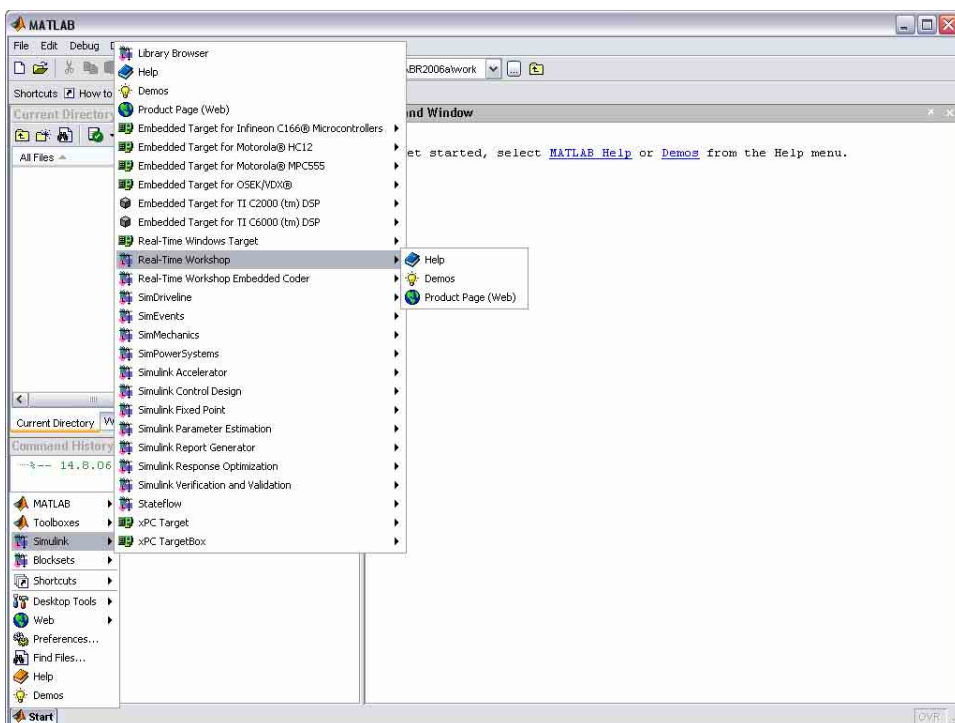 MATLAB
File Edit Debug
\BR2006a\work
Shortcuts How to
Current Directory
and Window
All Files
et started, select MATLAB Help or Demos from the Help menu.
Library Browser
Help
Demos
Product Page (Web)
Embedded Target for Infineon C166® Microcontrollers
Embedded Target for Motorola® HC12
Embedded Target for Motorola® MPC555
Embedded Target for OSEK/VDX®
Embedded Target for TI C2000 (tm) DSP
Embedded Target for TI C6000 (tm) DSP
Real-Time Windows Target
Real-Time Workshop
Real-Time Workshop Embedded Coder
SimDriveline
SimEvents
SimMechanics
SimPowerSystems
Simulink Accelerator
Simulink Control Design
Simulink Fixed Point
Simulink Parameter Estimation
Simulink Report Generator
Simulink Response Optimization
Simulink Verification and Validation
Stateflow
xPC Target
xPC TargetBox
Help
Demos
Product Page (Web)
Current Directory
Command History
%-- 14.8.06
MATLAB
Toolboxes
Simulink
Blocksets
Shortcuts
Desktop Tools
Web
Preferences...
Find Files...
Help
Demos
Start
OVR